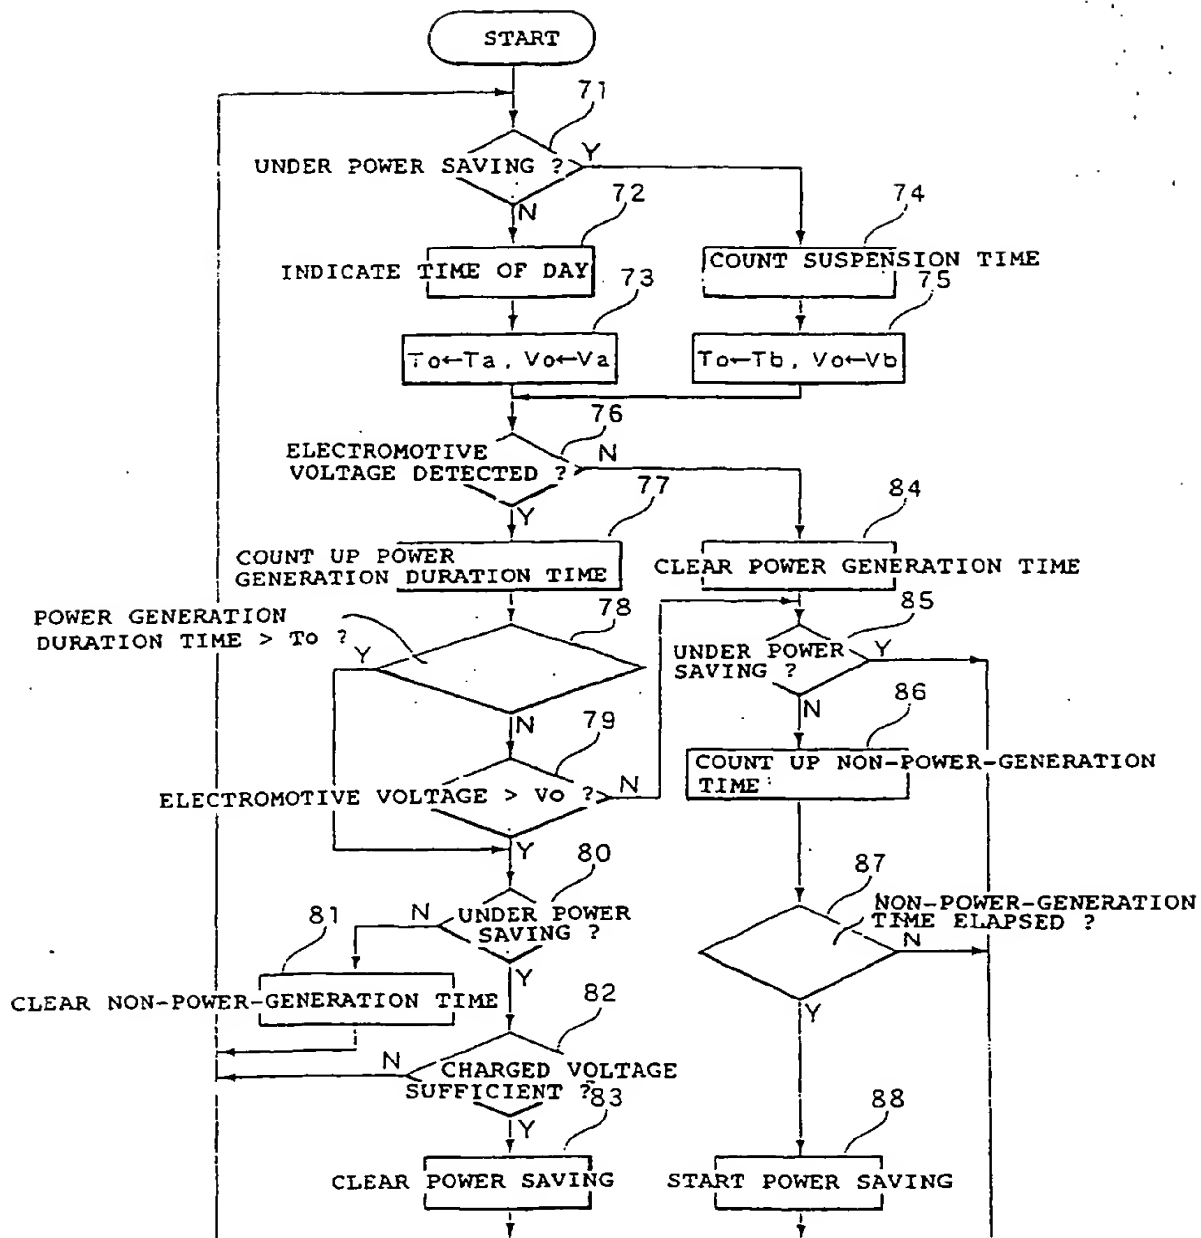 START
71
UNDER POWER SAVING ?
Y
N
72
74
INDICATE TIME OF DAY
COUNT SUSPENSION TIME
73
75
To←Ta, Vo←Va
To←Tb, Vo←Vb
76
ELECTROMOTIVE
VOLTAGE DETECTED ?
N
Y
77
84
COUNT UP POWER
GENERATION DURATION TIME
CLEAR POWER GENERATION TIME
POWER GENERATION
DURATION TIME > To ?
78
85
Y
N
UNDER POWER
SAVING ?
Y
N
79
86
ELECTROMOTIVE VOLTAGE > Vo ?
N
Y
COUNT UP NON-POWER-GENERATION
TIME
80
87
UNDER POWER
SAVING ?
N
Y
NON-POWER-GENERATION
TIME ELAPSED ?
N
Y
81
CLEAR NON-POWER-GENERATION TIME
82
CHARGED VOLTAGE
SUFFICIENT ?
N
Y
83
88
CLEAR POWER SAVING
START POWER SAVING